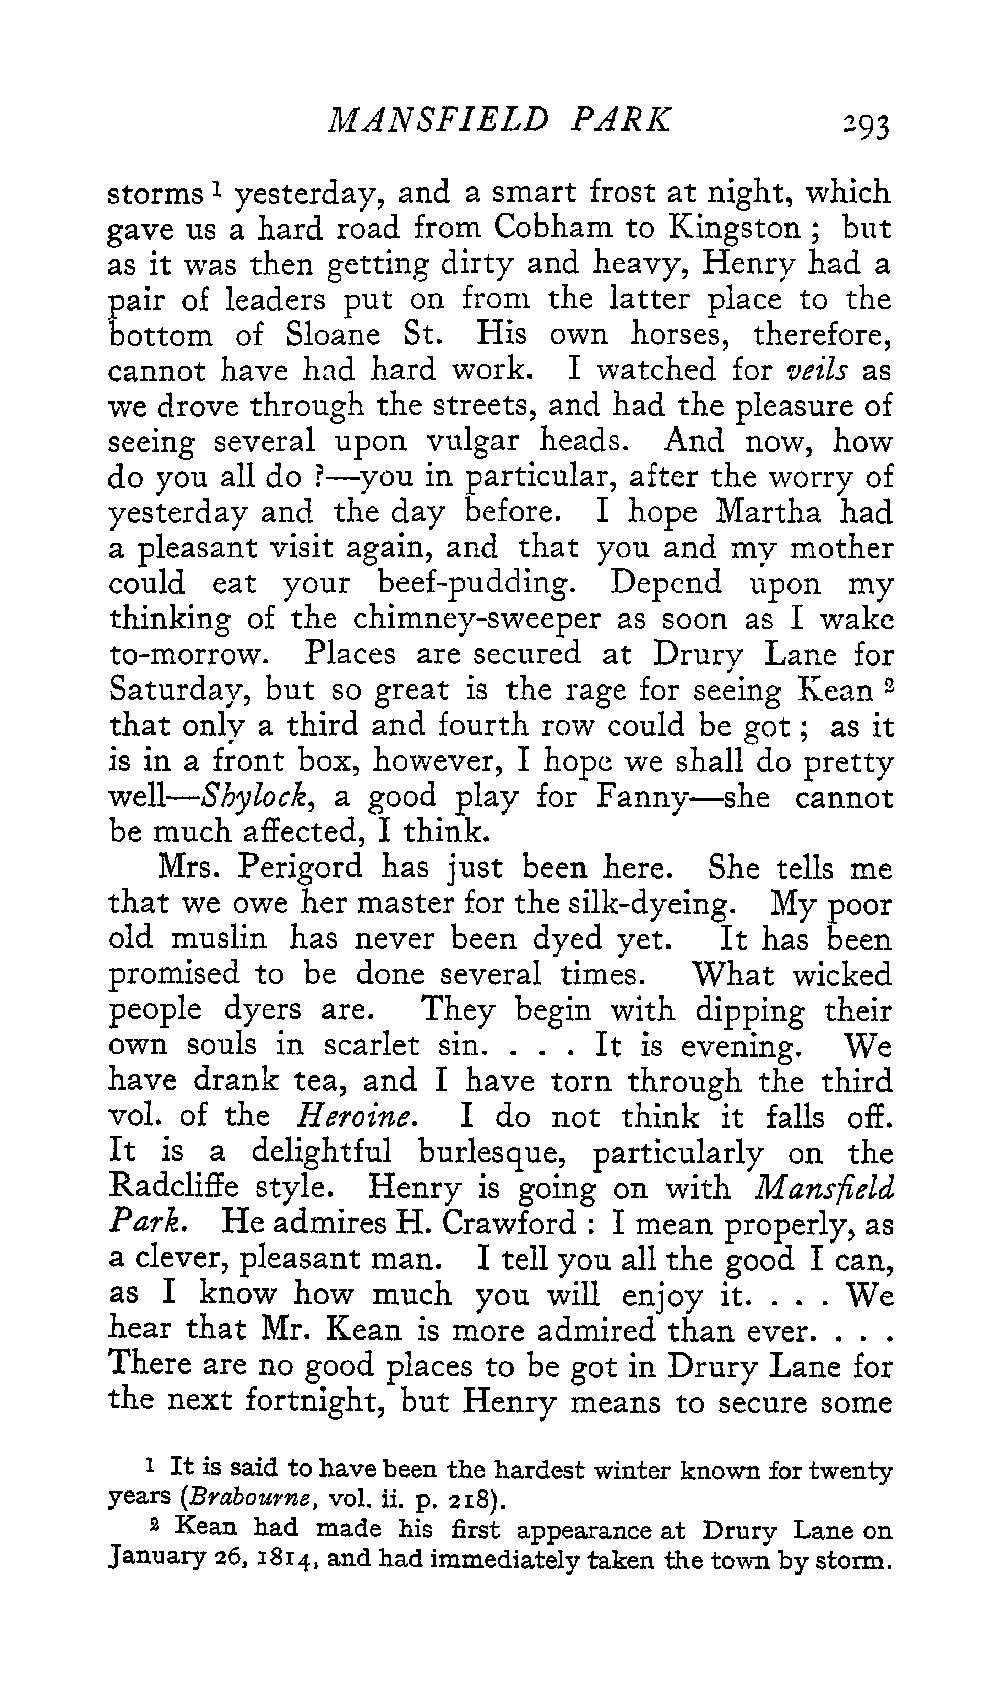 MANSFIELD PARK 293
storms ¹ yesterday, and a smart frost at night, which
gave us a hard road from Cobham to Kingston ; but
as it was then getting dirty and heavy, Henry had a
pair of leaders put on from the latter place to the
bottom of Sloane St. His own horses, therefore,
cannot have had hard work. I watched for veils as
we drove through the streets, and had the pleasure of
seeing several upon vulgar heads. And now, how
do you all do ?—you in particular, after the worry of
yesterday and the day before. I hope Martha had
a pleasant visit again, and that you and my mother
could eat your beef-pudding. Depend upon my
thinking of the chimney-sweeper as soon as I wake
to-morrow. Places are secured at Drury Lane for
Saturday, but so great is the rage for seeing Kean ²
that only a third and fourth row could be got ; as it
is in a front box, however, I hope we shall do pretty
well—Shylock, a good play for Fanny—she cannot
be much affected, I think.
Mrs. Perigord has just been here. She tells me
that we owe her master for the silk-dyeing. My poor
old muslin has never been dyed yet. It has been
promised to be done several times. What wicked
people dyers are. They begin with dipping their
own souls in scarlet sin. . . . It is evening. We
have drank tea, and I have torn through the third
vol. of the Heroine. I do not think it falls off.
It is a delightful burlesque, particularly on the
Radcliffe style. Henry is going on with Mansfield
Park. He admires H. Crawford : I mean properly, as
a clever, pleasant man. I tell you all the good I can,
as I know how much you will enjoy it. . . . We
hear that Mr. Kean is more admired than ever. . . .
There are no good places to be got in Drury Lane for
the next fortnight, but Henry means to secure some
¹ It is said to have been the hardest winter known for twenty
years (Brabourne, vol. ii. p. 218).
² Kean had made his first appearance at Drury Lane on
January 26, 1814, and had immediately taken the town by storm.